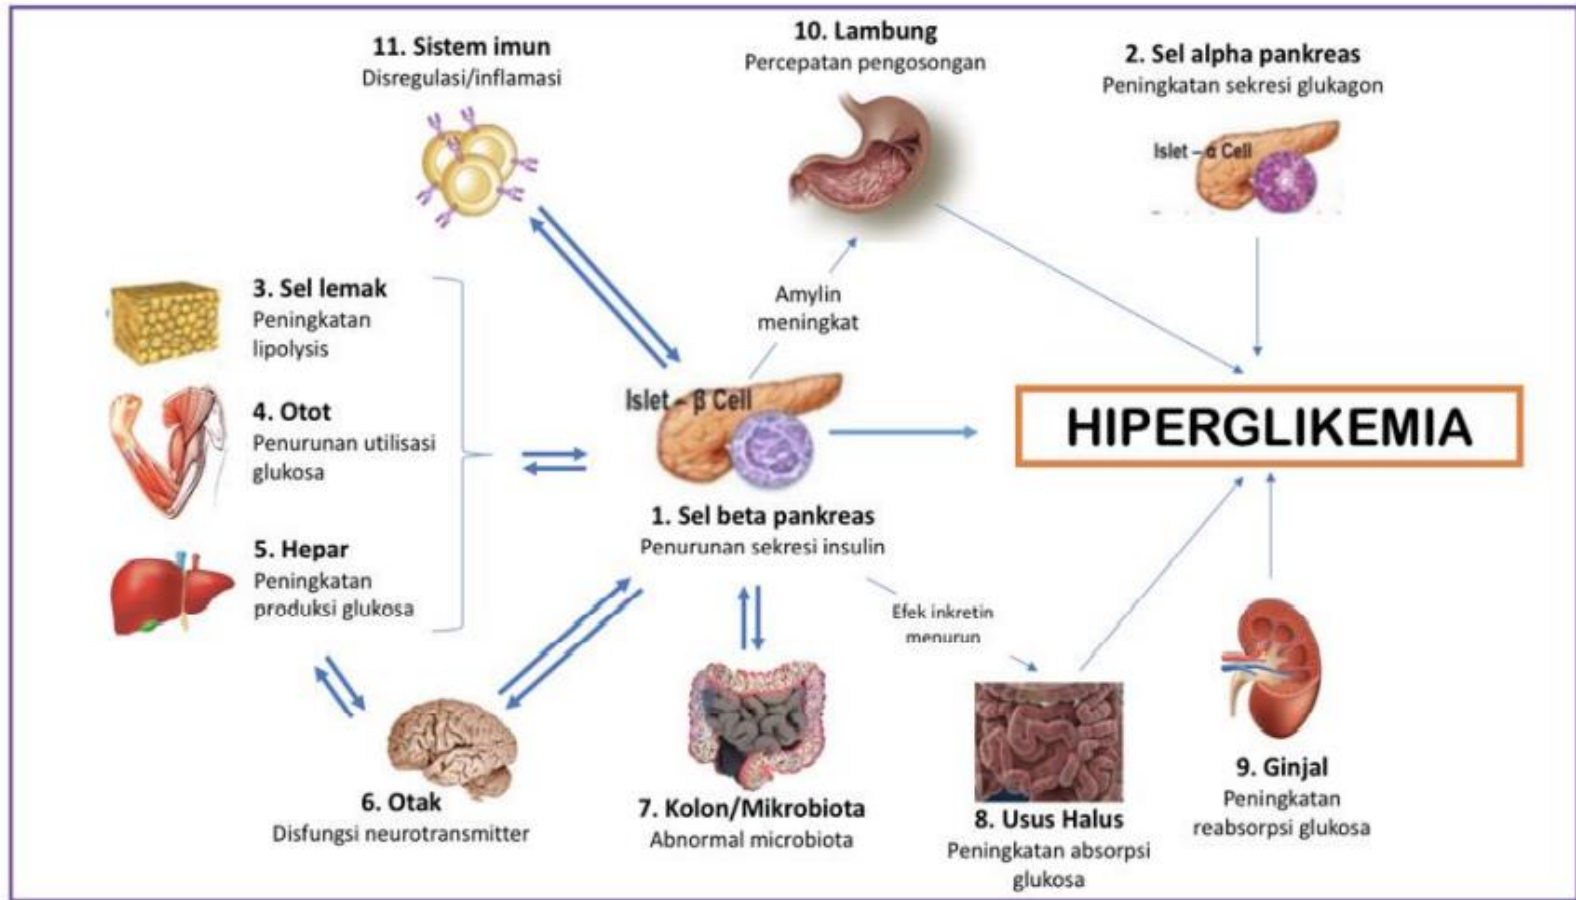 11. Sistem imun
Disregulasi/inflamasi
10. Lambung
Percepatan pengosongan
2. Sel alpha pankreas
Peningkatan sekresi glukagon
Islet – α Cell
3. Sel lemak
Peningkatan
lipolysis
Amylin
meningkat
4. Otot
Penurunan utilisasi
glukosa
Islet – β Cell
HIPERGLIKEMIA
1. Sel beta pankreas
Penurunan sekresi insulin
5. Hepar
Peningkatan
produksi glukosa
Efek inkretin
menurun
6. Otak
Disfungsi neurotransmitter
7. Kolon/Mikrobiota
Abnormal microbiota
8. Usus Halus
Peningkatan absorpsi
glukosa
9. Ginjal
Peningkatan
reabsorpsi glukosa